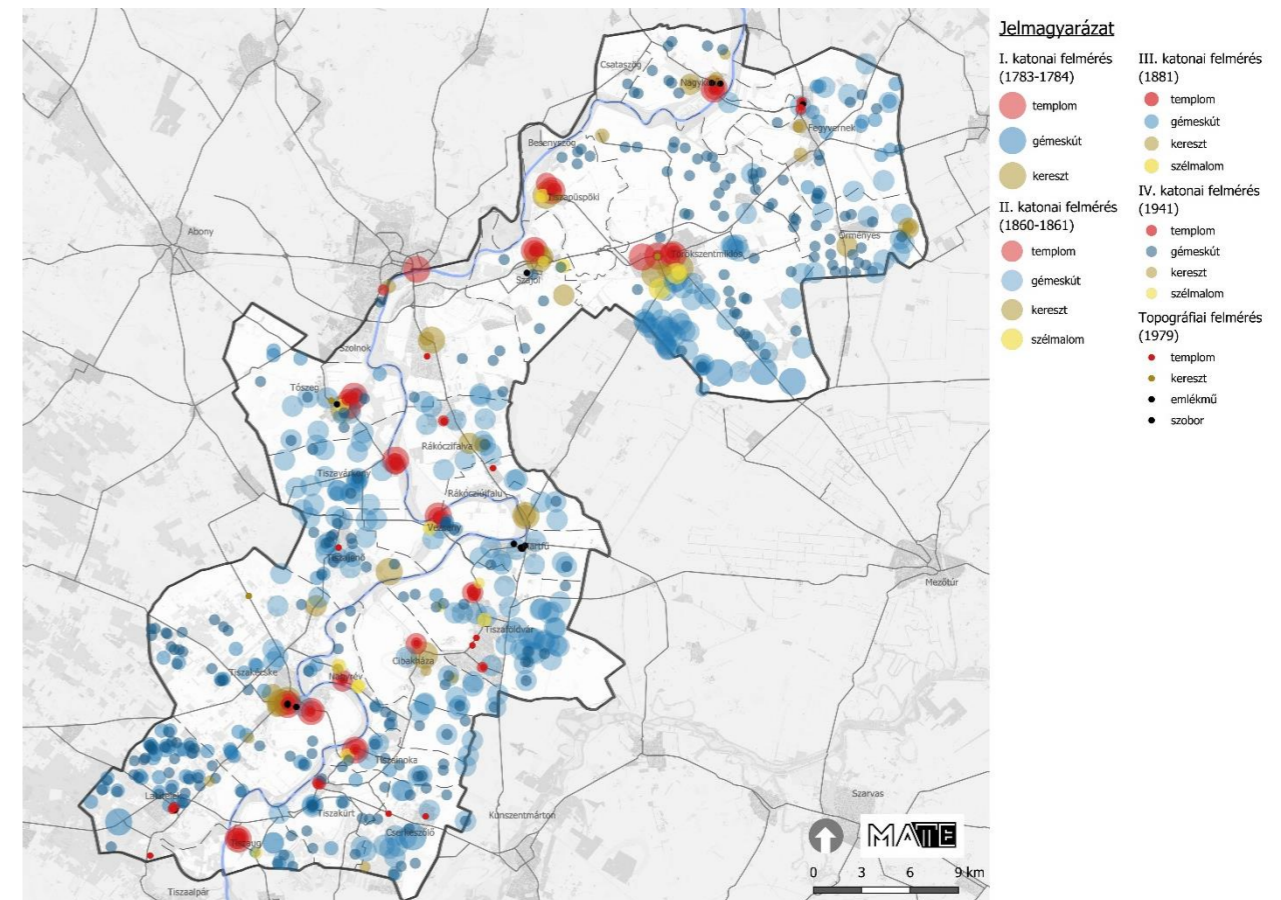 Csataszög
Fegyvernek
Besenyszög
Tiszapüspöki
Abony
Örményes
Törökszentmiklós
Szajol
Szolnok
Tószeg
Rákóczifalva
Tiszavárkony
Rákócziújfalu
Vezseny
Martfű
Tiszajenő
Mezőtúr
Tiszaföldvár
Cibakháza
Tiszakécske
Nagyrév
Tiszainoka
Szarvas
Lakitelek
Tiszakürt
Kunszentmárton
Cserkeszőlő
Tiszaug
Tiszaalpár
MATE
0 3 6 9 km
Jelmagyarázat
I. katonai felmérés
(1783-1784)
templom
gémeskút
kereszt
II. katonai felmérés
(1860-1861)
templom
gémeskút
kereszt
szélmalom
III. katonai felmérés
(1881)
templom
gémeskút
kereszt
szélmalom
IV. katonai felmérés
(1941)
templom
gémeskút
kereszt
szélmalom
Topográfiai felmérés
(1979)
templom
kereszt
emlékmű
szobor